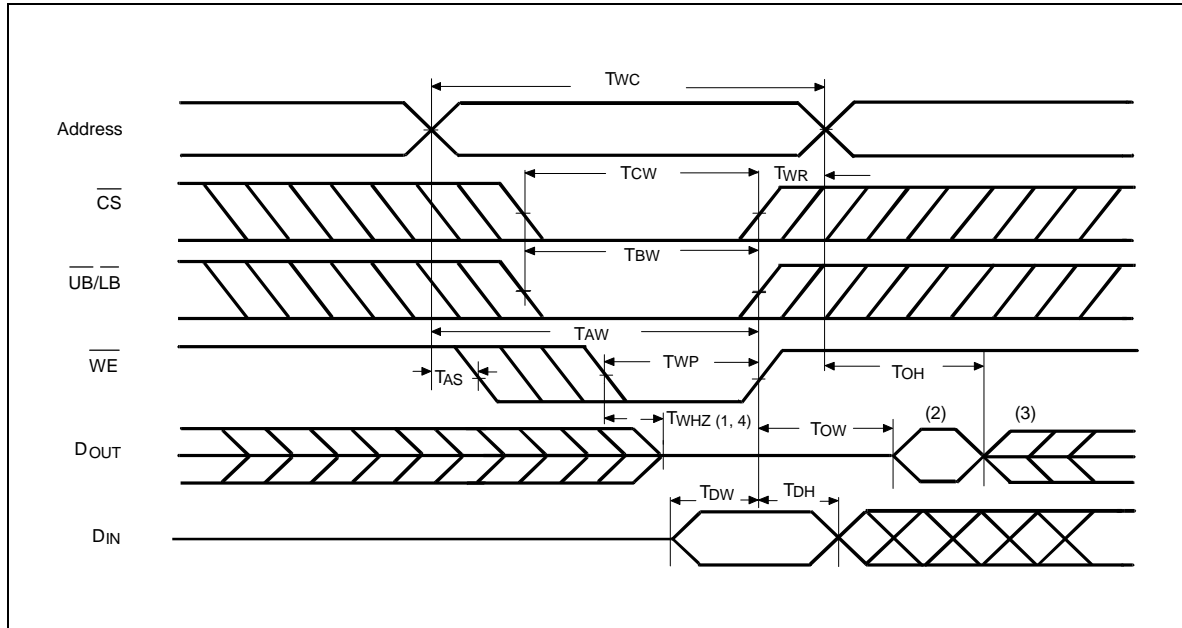 TWC
Address
TCW
TWR
CS
TBW
UB/LB
TAW
WE
TWP
TAS
TOH
TWHZ (1, 4)
(2)
(3)
TOW
DOUT
TDW
TDH
DIN